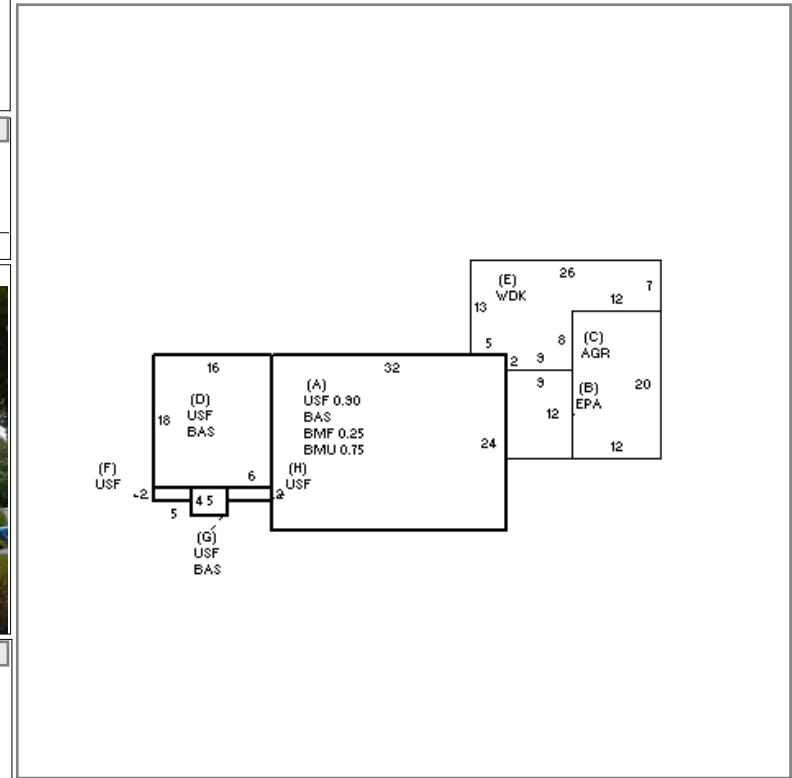 26
(E)
WDK
7
12
13
8
(C)
AGR
5
2
9
16
32
9
(B)
EPA
20
(A)
USF 0.90
BAS
BMF 0.25
BMU 0.75
(D)
USF
BAS
18
12
24
12
(F)
USF
6
(H)
USF
2
2
4 5
5
(G)
USF
BAS